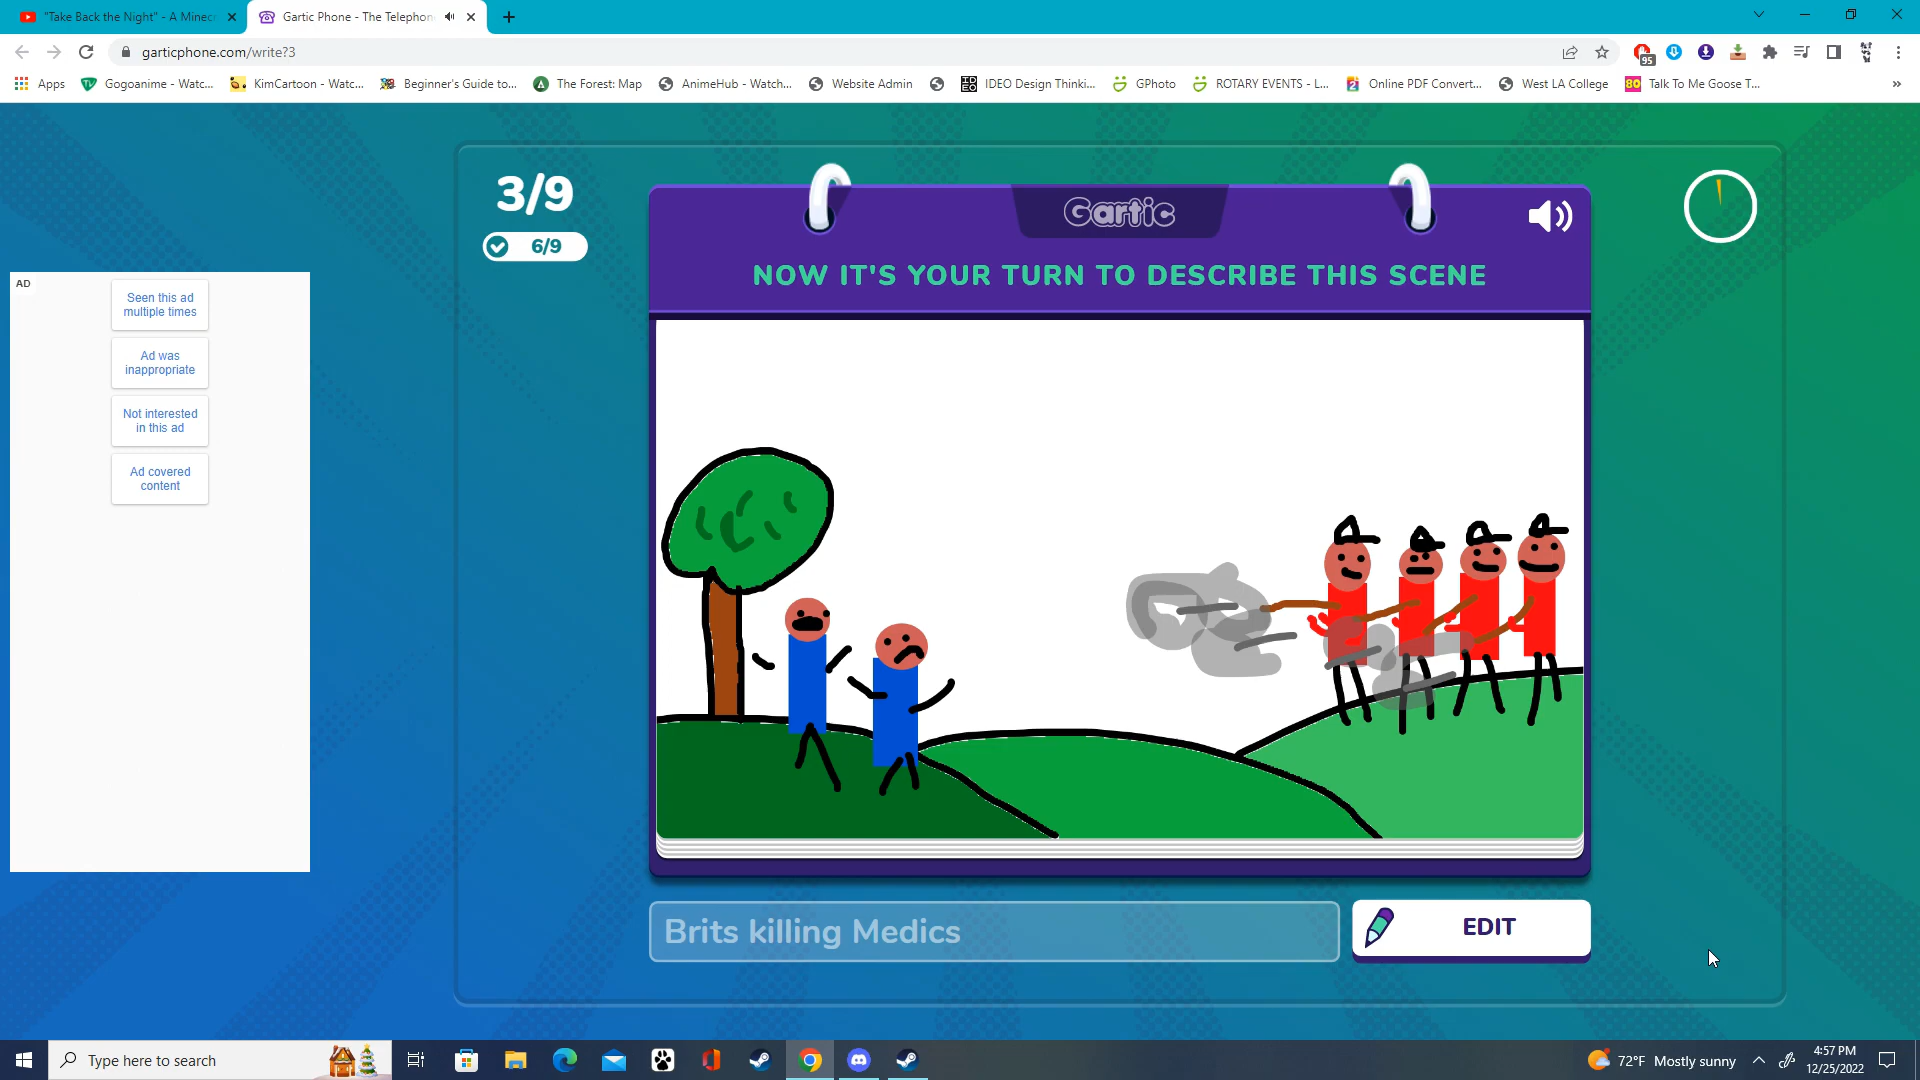 "Take Back the Night" - A Minec
Gartic Phone - The Telephon
garticphone.com/write?3
95
Apps
Gogoanime - Watc...
KimCartoon - Watc...
Beginner's Guide to...
The Forest: Map
AnimeHub - Watch...
Website Admin
IDEO Design Thinki...
GPhoto
ROTARY EVENTS - L...
Online PDF Convert...
West LA College
80
Talk To Me Goose T...
»
3/9
6/9
Gartic
NOW IT'S YOUR TURN TO DESCRIBE THIS SCENE
AD
Seen this ad
multiple times
Ad was
inappropriate
Not interested
in this ad
Ad covered
content
Brits killing Medics
EDIT
Type here to search
72°F Mostly sunny
4:57 PM
12/25/2022